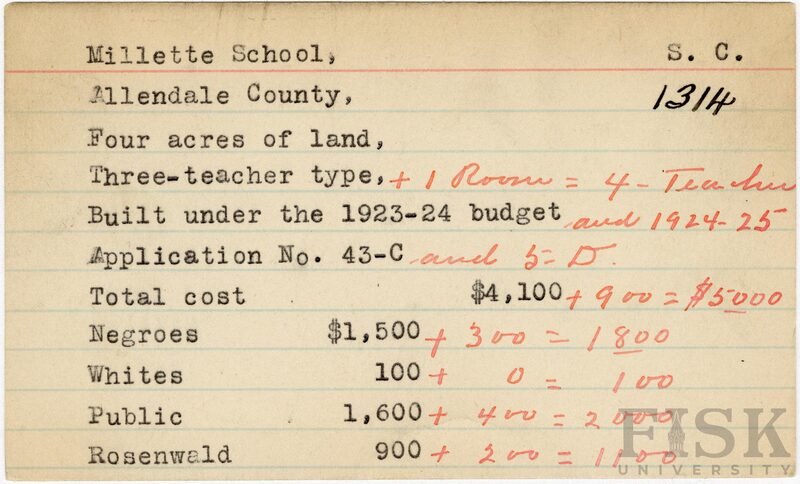 Millette School, S. C.
Allendale County, 1314
Four acres of land,
Three-teacher type, + 1 Room = 4 - Teacher
Built under the 1923-24 budget and 1924-25
Application No. 43-C and 5-D.
Total cost $4,100 + 900 = $5000
Negroes $1,500 + 300 = 1800
Whites 100 + 0 = 100
Public 1,600 + 400 = 2000
Rosenwald 900 + 200 = 1100
FISK
UNIVERSITY